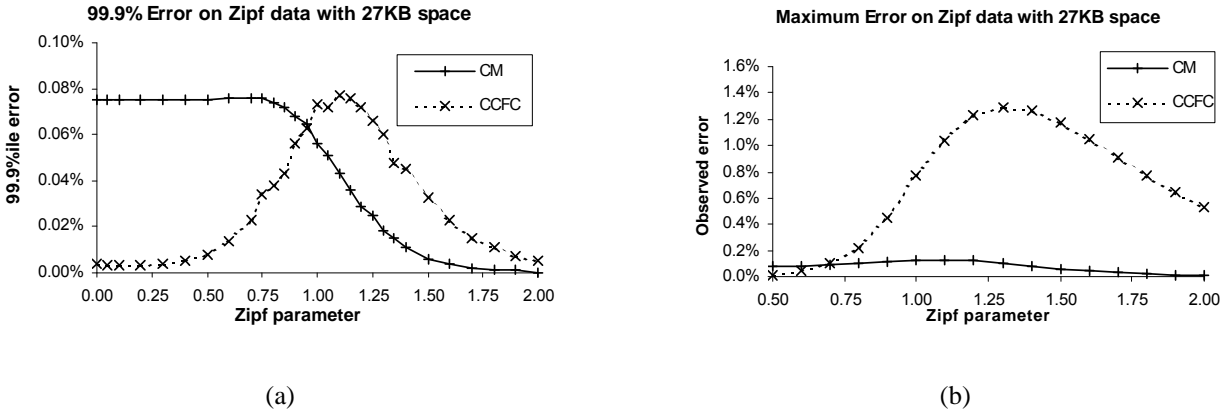 99.9% Error on Zipf data with 27KB space
0.10%
0.08%
0.06%
0.04%
0.02%
0.00%
99.9%ile error
CM
CCFC
0.00 0.25 0.50 0.75 1.00 1.25 1.50 1.75 2.00
Zipf parameter
(a)
Maximum Error on Zipf data with 27KB space
1.6%
1.4%
1.2%
1.0%
0.8%
0.6%
0.4%
0.2%
0.0%
Observed error
CM
CCFC
0.50 0.75 1.00 1.25 1.50 1.75 2.00
Zipf parameter
(b)